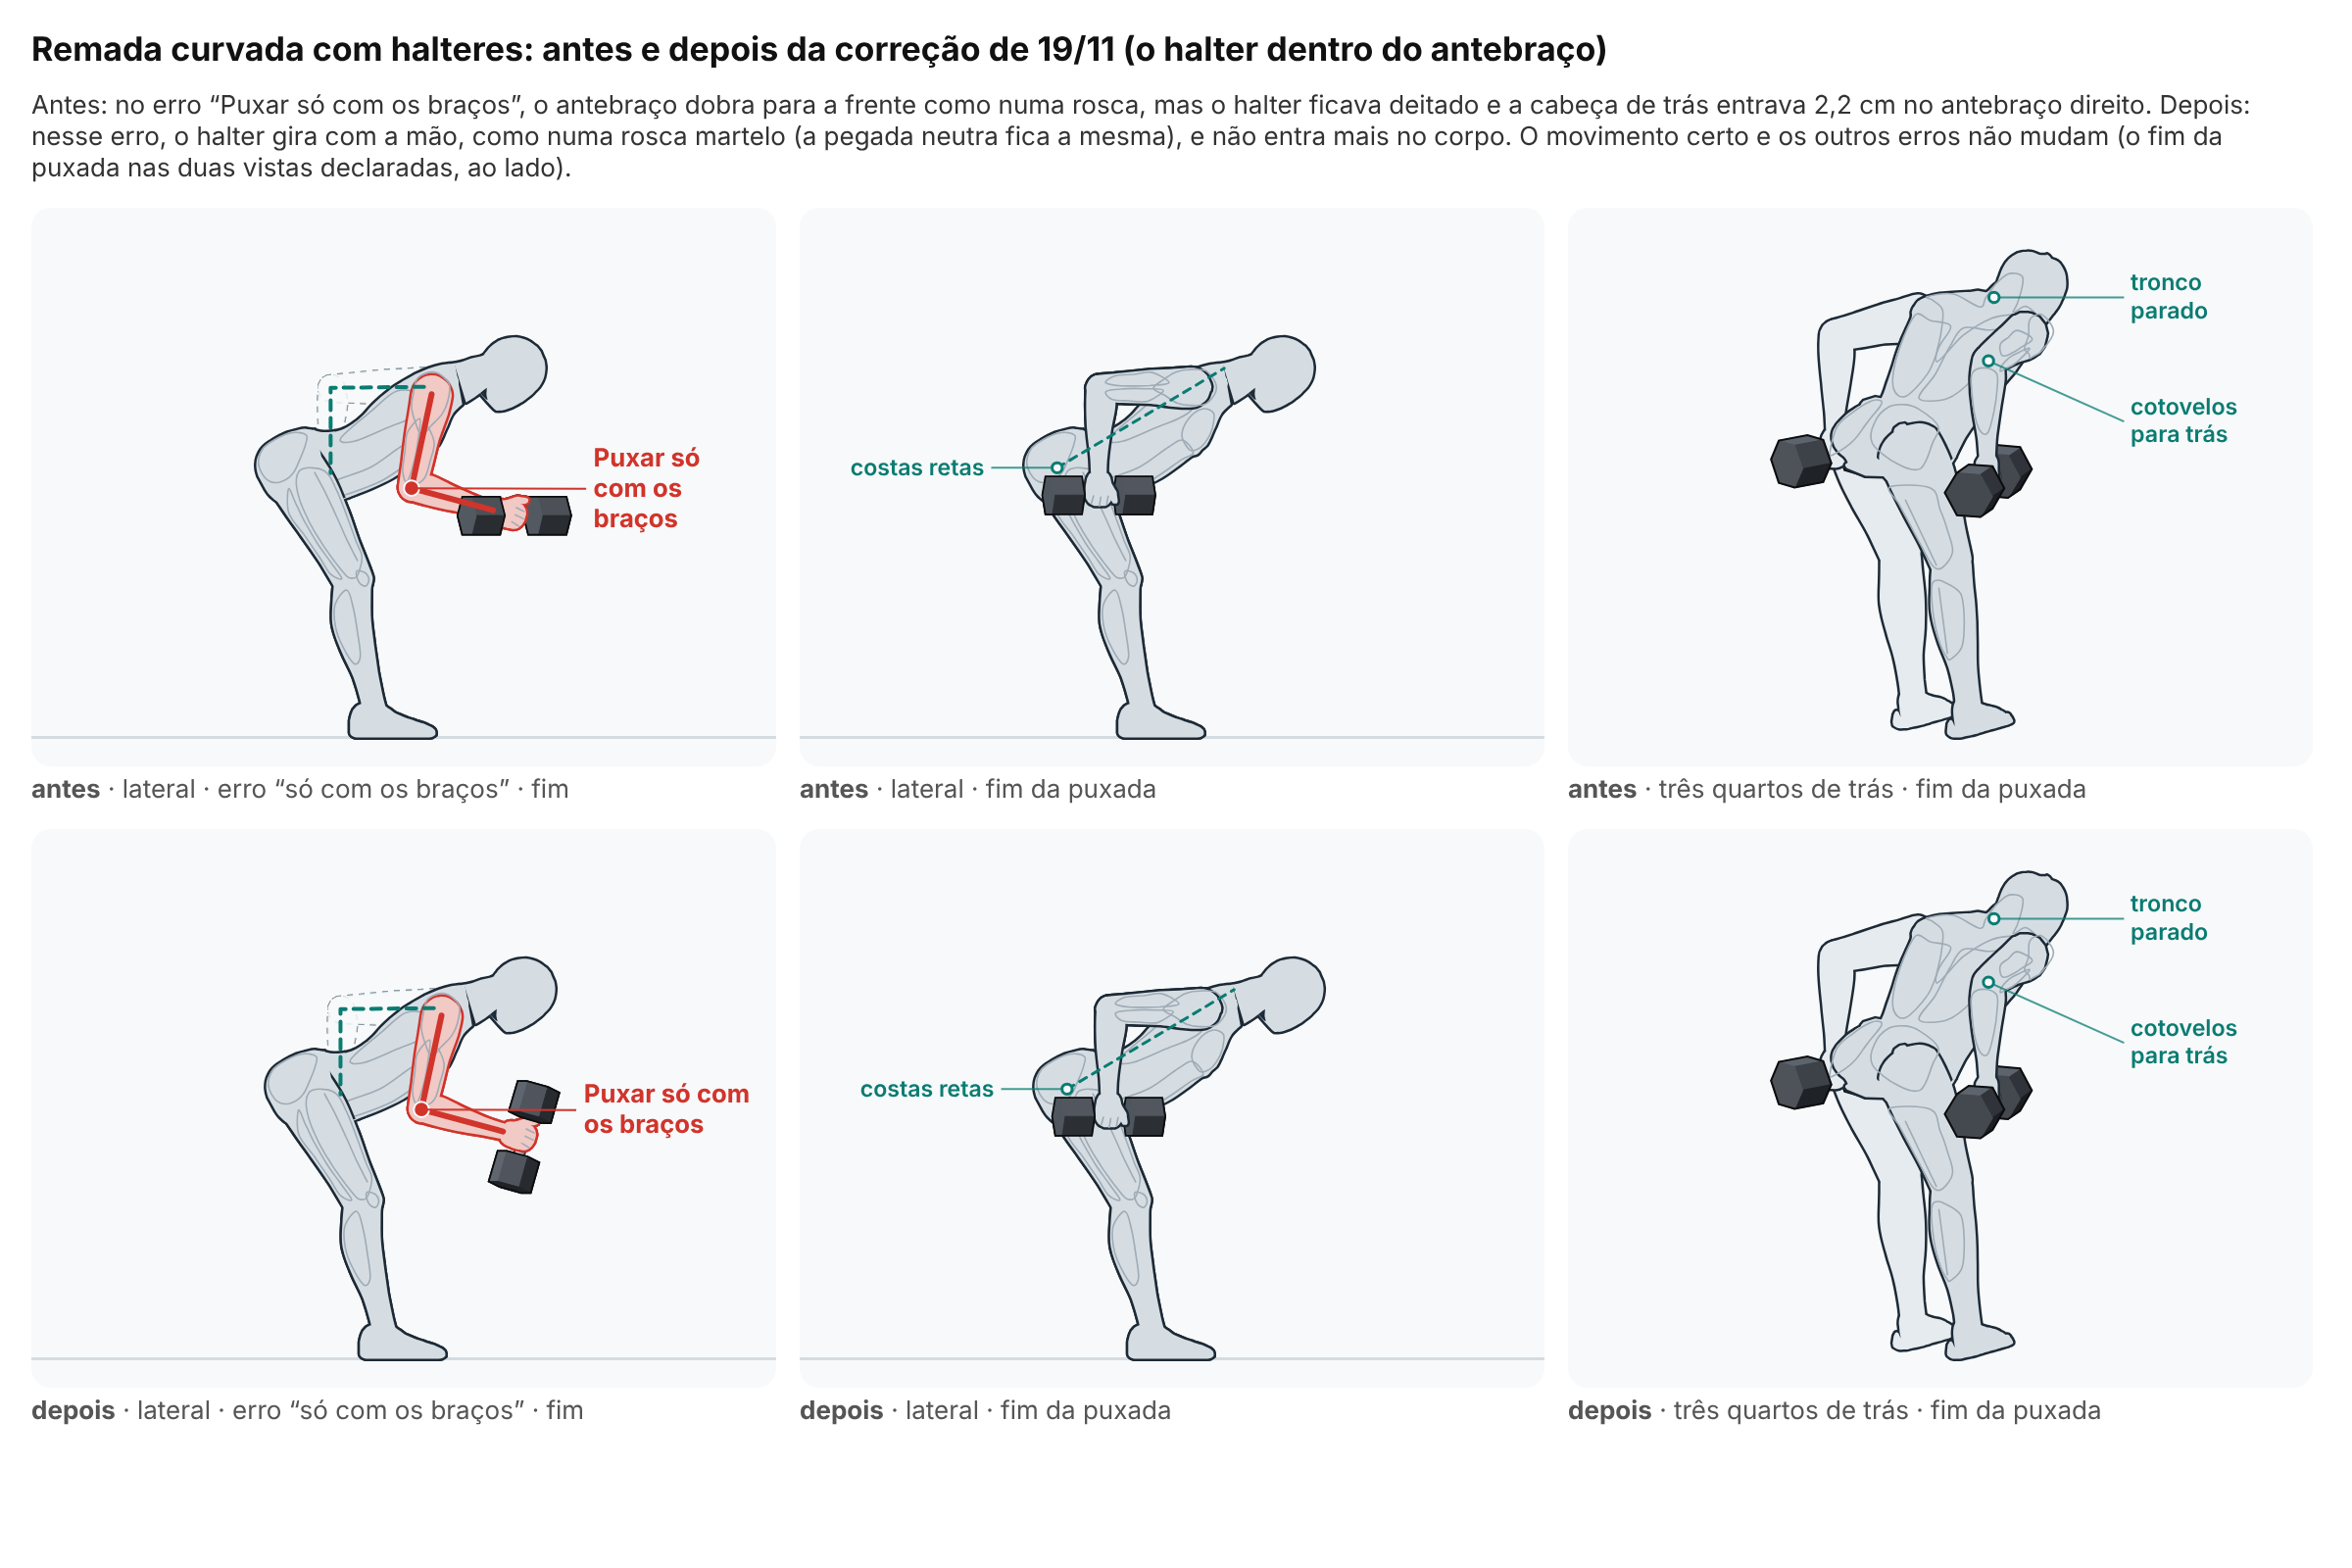 Remada curvada com halteres: antes e depois da correção de 19/11 (o halter dentro do antebraço)
Antes: no erro “Puxar só com os braços”, o antebraço dobra para a frente como numa rosca, mas o halter ficava deitado e a cabeça de trás entrava 2,2 cm no antebraço direito. Depois:
nesse erro, o halter gira com a mão, como numa rosca martelo (a pegada neutra fica a mesma), e não entra mais no corpo. O movimento certo e os outros erros não mudam (o fim da
puxada nas duas vistas declaradas, ao lado).
Puxar só
com os
braços
costas retas
tronco
parado
cotovelos
para trás
antes · lateral · erro “só com os braços” · fim
antes · lateral · fim da puxada
antes · três quartos de trás · fim da puxada
Puxar só com
os braços
costas retas
tronco
parado
cotovelos
para trás
depois · lateral · erro “só com os braços” · fim
depois · lateral · fim da puxada
depois · três quartos de trás · fim da puxada